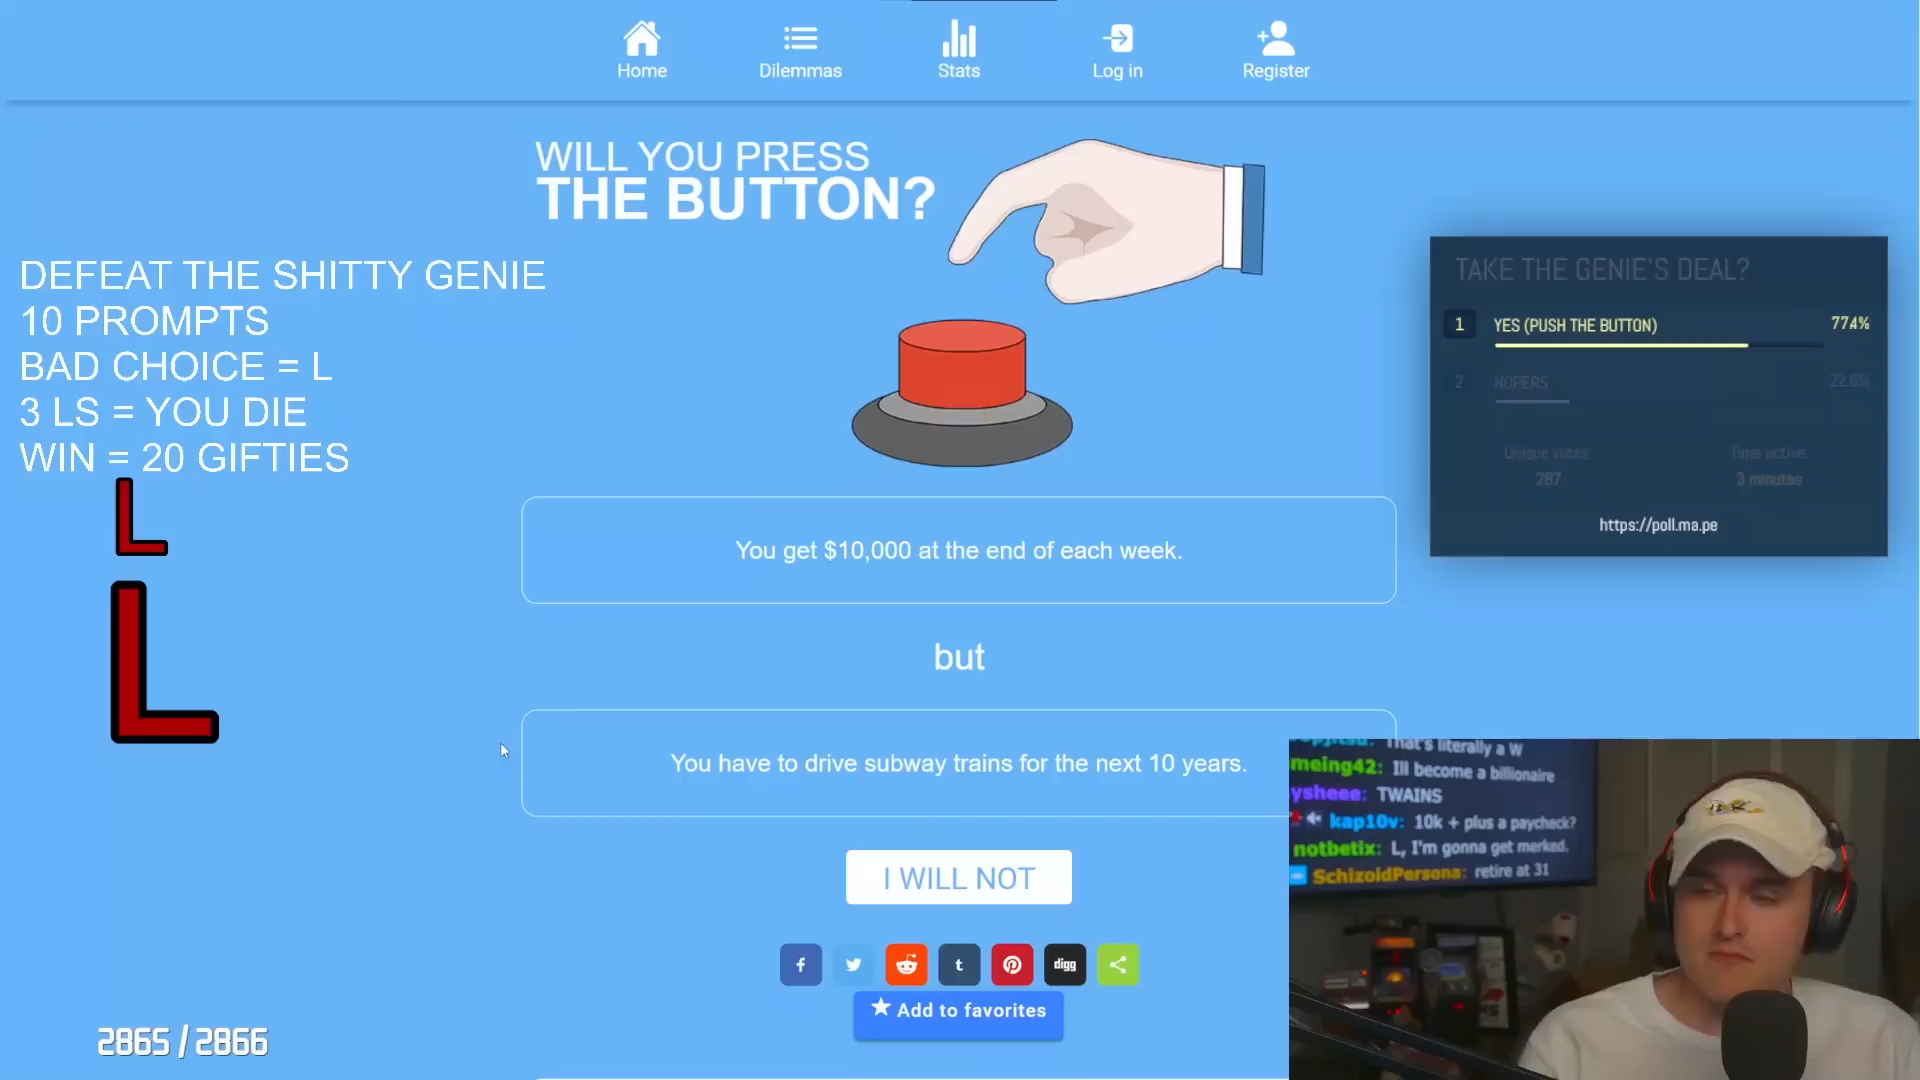 Home
Dilemmas
Stats
Log in
Register
WILL YOU PRESS
THE BUTTON?
DEFEAT THE SHITTY GENIE
10 PROMPTS
BAD CHOICE = L
3 LS = YOU DIE
WIN = 20 GIFTIES
L
L
TAKE THE GENIE'S DEAL?
1 YES (PUSH THE BUTTON) 77.4%
2 NOPERS 22.6%
Unique votes: Time active:
287 3 minutes
https://poll.ma.pe
You get $10,000 at the end of each week.
but
You have to drive subway trains for the next 10 years.
I WILL NOT
f
t
digg
Add to favorites
2865 / 2866
That's literally a W
meing42: Ill become a billionaire
ysheee: TWAINS
kap10v: 10k + plus a paycheck?
notbetix: L, I'm gonna get merked.
SchizoidPersona: retire at 31